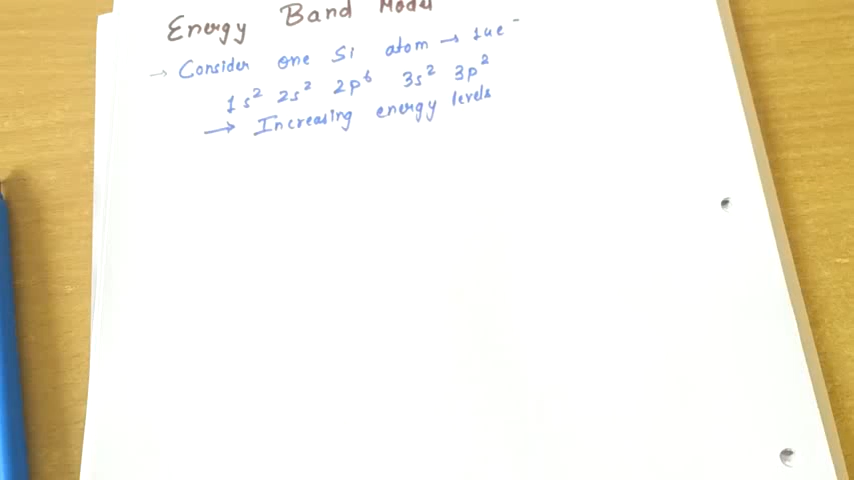 Energy Band Model
→ Consider one Si atom → 14e⁻
1s² 2s² 2p⁶ 3s² 3p²
→ Increasing energy levels